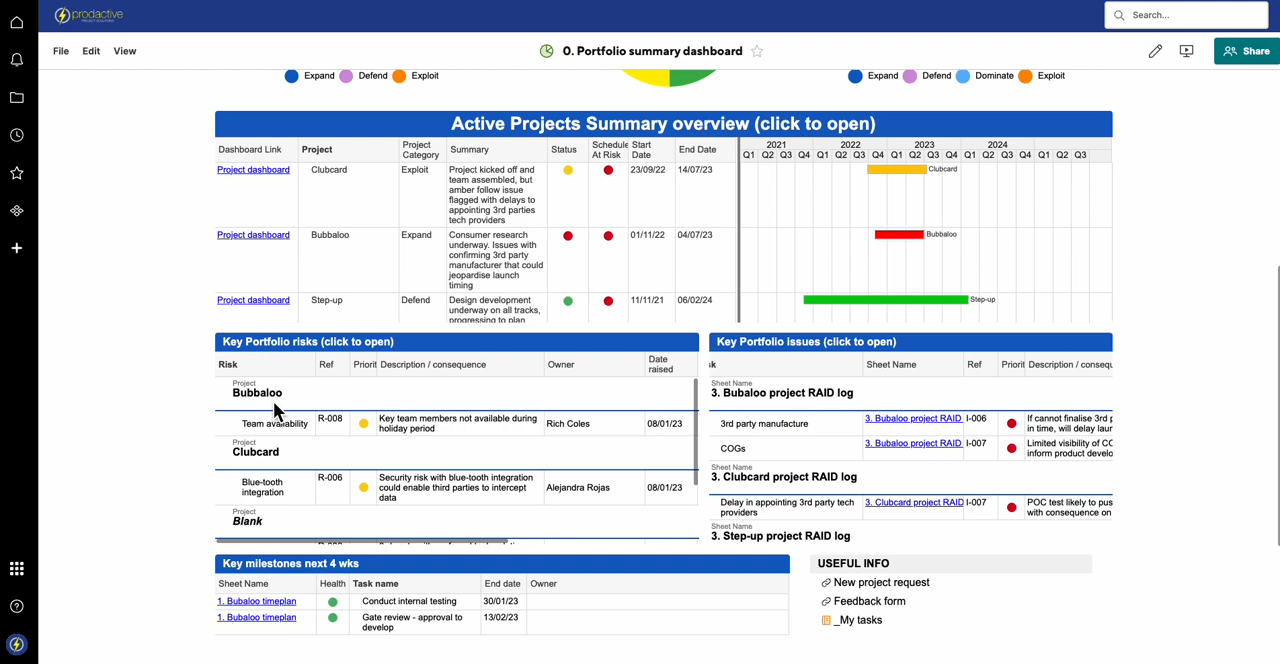 prodactive
PROJECT SOLUTIONS
Search...
File Edit View
0. Portfolio summary dashboard
Share
Expand Defend Exploit
Expand Defend Dominate Exploit
Active Projects Summary overview (click to open)
Dashboard Link Project Project Category Summary Status Schedule At Risk Start Date End Date
2021 2022 2023 2024
Q1 Q2 Q3 Q4 Q1 Q2 Q3 Q4 Q1 Q2 Q3 Q4 Q1 Q2 Q3 Q4 Q1 Q2 Q3
Project dashboard Clubcard Exploit Project kicked off and 23/09/22 14/07/23 Clubcard
team assembled, but
amber follow issue
flagged with delays to
appointing 3rd parties
tech providers
Project dashboard Bubbaloo Expand Consumer research 01/11/22 04/07/23 Bubbaloo
underway. Issues with
confirming 3rd party
manufacturer that could
jeopardise launch
timing
Project dashboard Step-up Defend Design development 11/11/21 06/02/24 Step-up
underway on all tracks,
progressing to plan
Key Portfolio risks (click to open)
Risk Ref Priorit Description / consequence Owner Date raised
Project
Bubbaloo
Team availability R-008 Key team members not available during Rich Coles 08/01/23
holiday period
Project
Clubcard
Blue-tooth integration R-006 Security risk with blue-tooth integration Alejandra Rojas 08/01/23
could enable third parties to intercept
data
Project
Blank
Key Portfolio issues (click to open)
sk Sheet Name Ref Priorit Description / consequ
Sheet Name
3. Bubaloo project RAID log
3rd party manufacture 3. Bubaloo project RAID I-006 If cannot finalise 3rd p
in time, will delay laun
COGs 3. Bubaloo project RAID I-007 Limited visibility of CO
inform product develo
Sheet Name
3. Clubcard project RAID log
Delay in appointing 3rd party tech 3. Clubcard project RAID I-007 POC test likely to pus
providers with consequence on
Sheet Name
3. Step-up project RAID log
Key milestones next 4 wks
Sheet Name Health Task name End date Owner
1. Bubaloo timeplan Conduct internal testing 30/01/23
1. Bubaloo timeplan Gate review - approval to 13/02/23
develop
USEFUL INFO
New project request
Feedback form
_My tasks